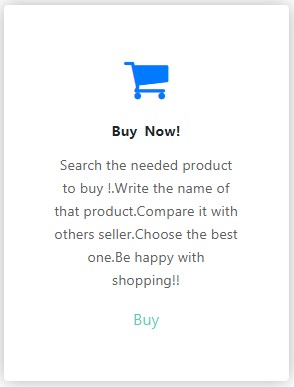 Buy Now!
Search the needed product
to buy !.Write the name of
that product.Compare it with
others seller.Choose the best
one.Be happy with
shopping!!
Buy